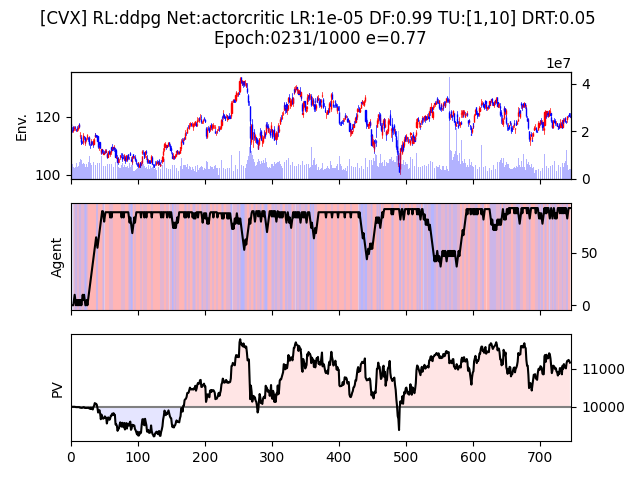 [CVX] RL:ddpg Net:actorcritic LR:1e-05 DF:0.99 TU:[1,10] DRT:0.05
Epoch:0231/1000 e=0.77
1e7
Env.
120
100
4
2
0
Agent
50
0
PV
11000
10000
0 100 200 300 400 500 600 700